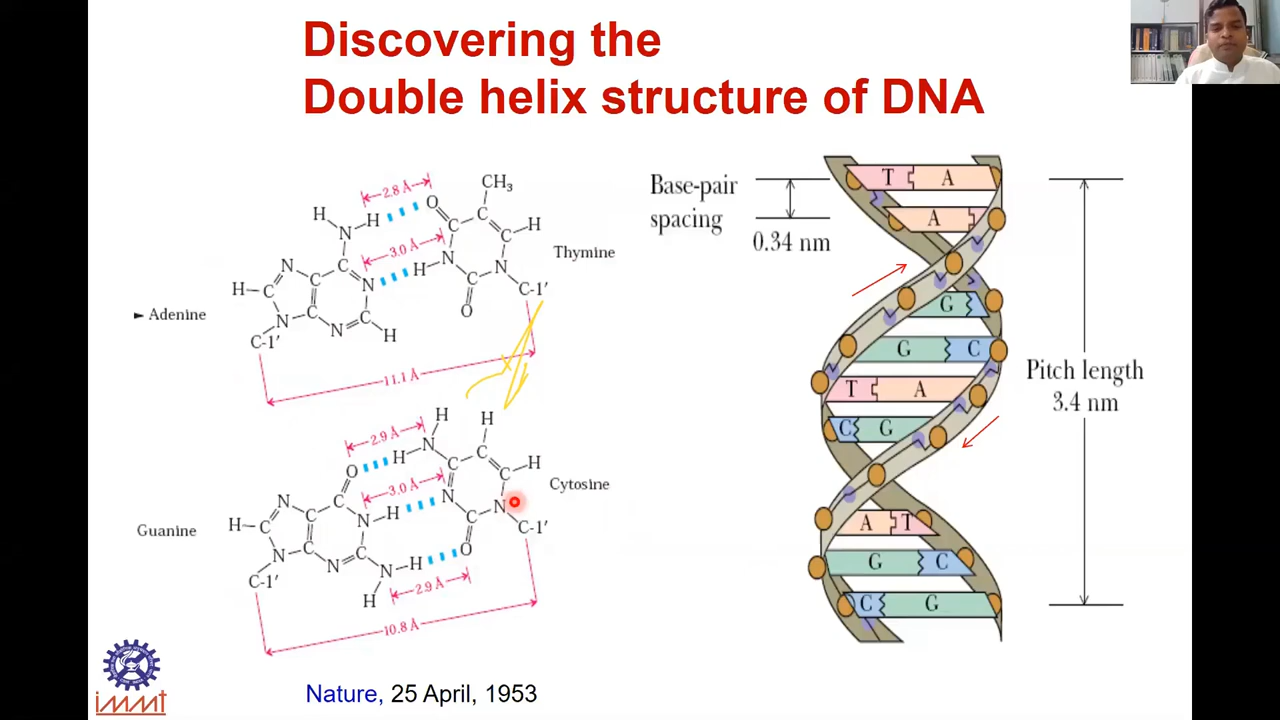 Discovering the
Double helix structure of DNA
2.8 Å
CH₃
O
H
H
N
3.0 Å
C
C
C
H
N
H
N
C
N
C
N
Thymine
H
C
C
C-1′
O
► Adenine
N
C
N
C
H
C-1′
11.1 Å
H
H
2.9 Å
H
N
O
C
C
C
H
3.0 Å
N
Cytosine
N
C
C
N
H
C
N
Guanine
H
C
C-1′
N
C
C
N
O
C-1′
N
H
2.9 Å
H
10.8 Å
Base-pair
spacing
0.34 nm
T A
A
G
G C
T A
C G
A T
G C
C G
Pitch length
3.4 nm
immt
Nature, 25 April, 1953